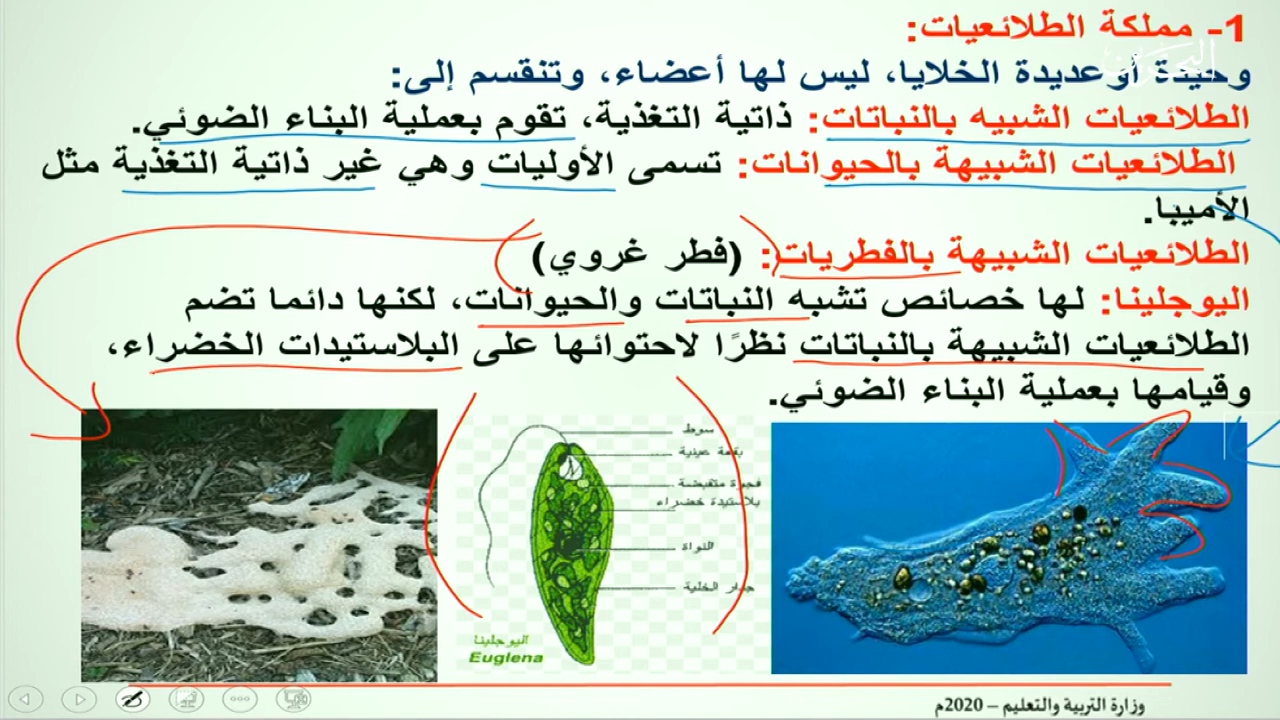 1- مملكة الطلائعيات:
البحرين
وحيدة أو عديدة الخلايا، ليس لها أعضاء، وتنقسم إلى:
الطلائعيات الشبيه بالنباتات: ذاتية التغذية، تقوم بعملية البناء الضوئي.
الطلائعيات الشبيهة بالحيوانات: تسمى الأوليات وهي غير ذاتية التغذية مثل
الأميبا.
الطلائعيات الشبيهة بالفطريات: (فطر غروي)
اليوجلينا: لها خصائص تشبه النباتات والحيوانات، لكنها دائما تضم
الطلائعيات الشبيهة بالنباتات نظرًا لاحتوائها على البلاستيدات الخضراء،
وقيامها بعملية البناء الضوئي.
سوط
بقعة عينية
فجوة متقبضة
بلاستيدة خضراء
النواة
جدار الخلية
اليوجلينا
Euglena
وزارة التربية والتعليم – 2020م